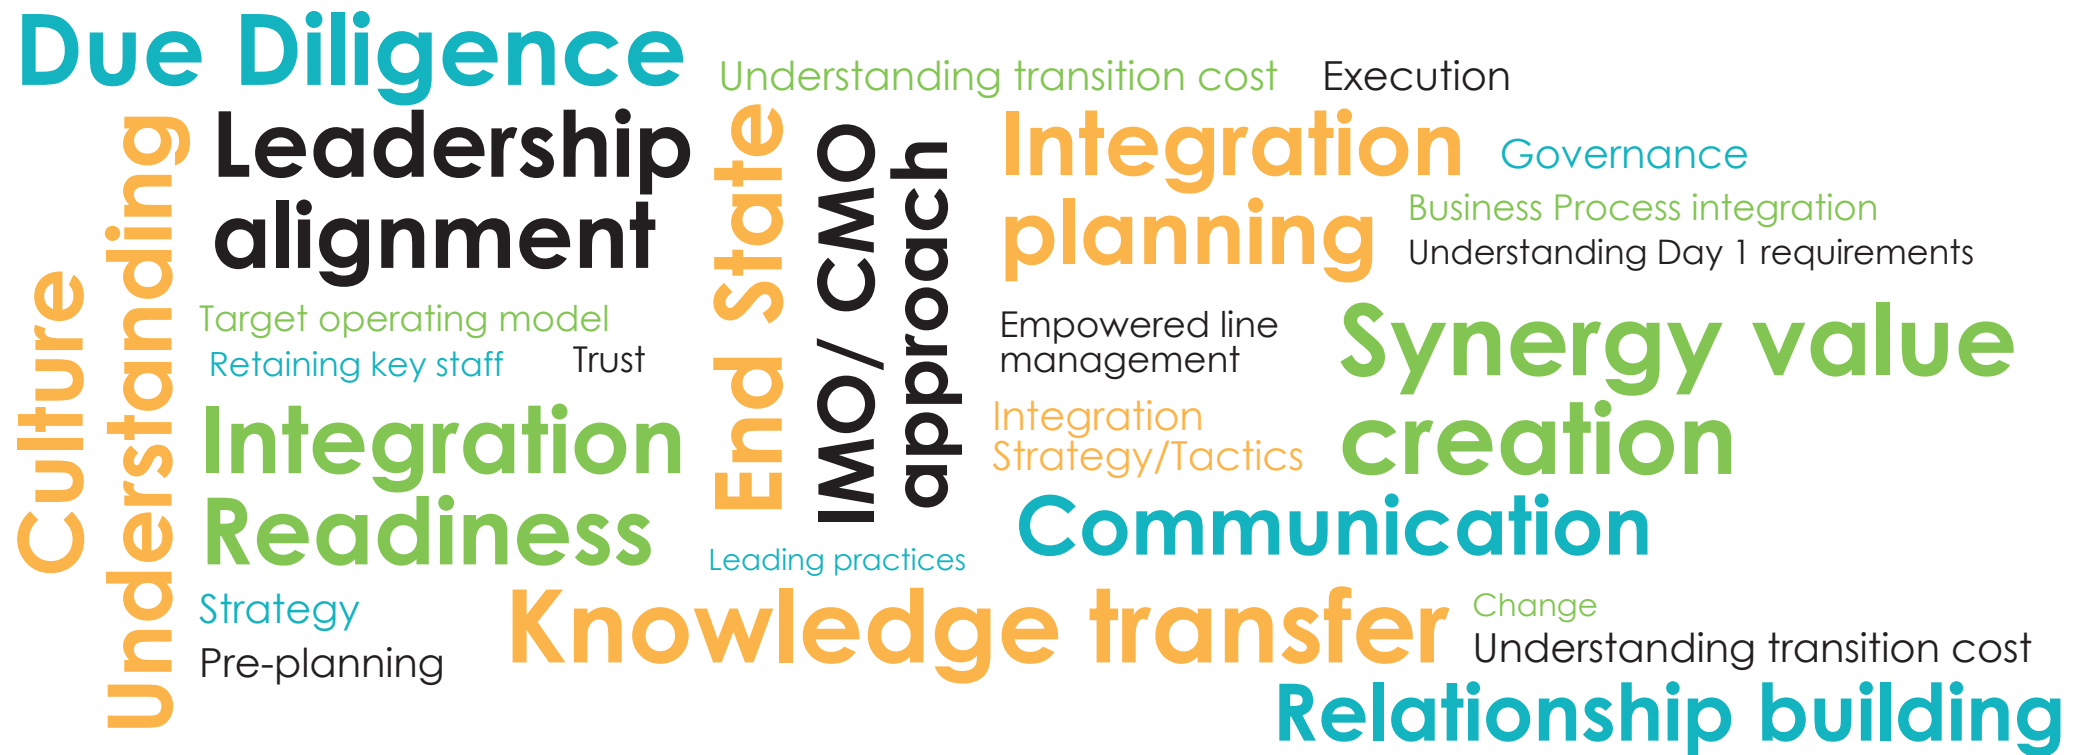 Due Diligence
Understanding transition cost
Execution
Culture
Understanding
Leadership
alignment
Target operating model
Retaining key staff
Trust
Integration
Readiness
Strategy
Pre-planning
End State
IMO/ CMO
approach
Leading practices
Integration
planning
Governance
Business Process integration
Understanding Day 1 requirements
Empowered line
management
Integration
Strategy/Tactics
Synergy value
creation
Communication
Knowledge transfer
Change
Understanding transition cost
Relationship building